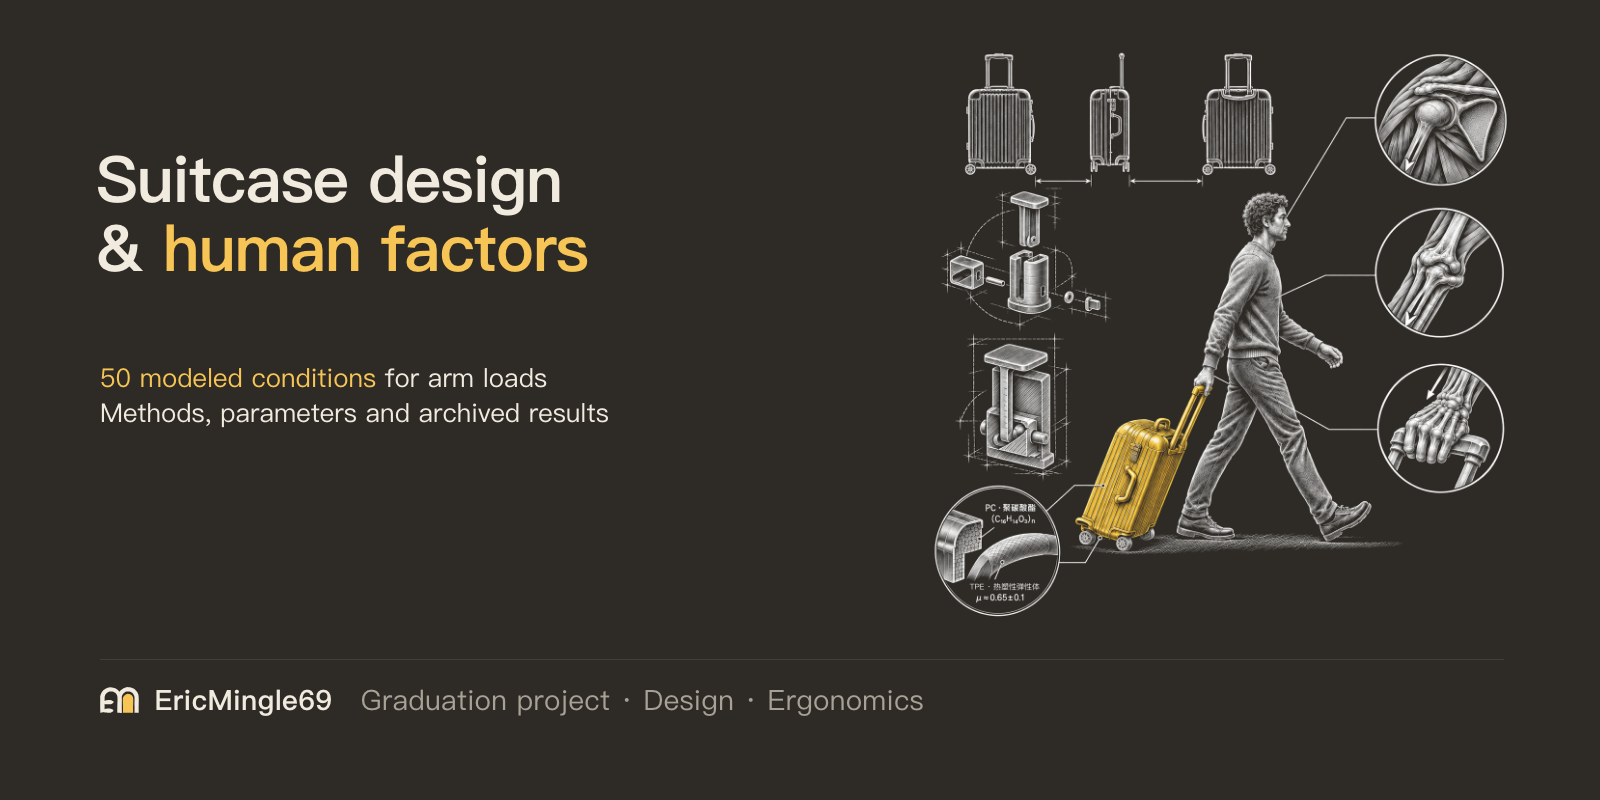 Suitcase design
& human factors
50 modeled conditions for arm loads
Methods, parameters and archived results
PC · 聚碳酸酯
(C₁₆H₁₄O₃)n
TPE · 热塑性弹性体
μ≈0.65±0.1
EricMingle69 Graduation project · Design · Ergonomics